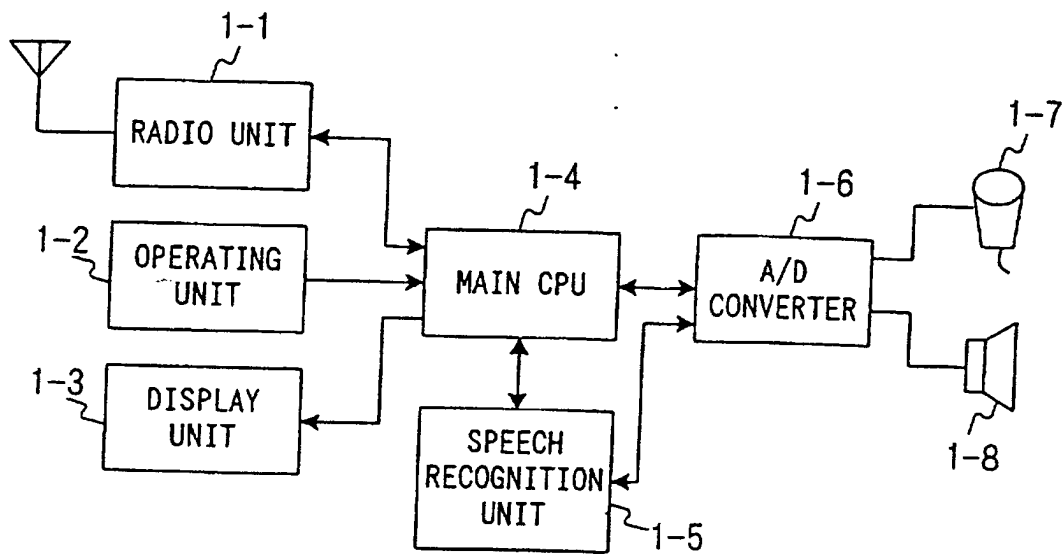 1-1
RADIO UNIT
1-2
OPERATING
UNIT
1-3
DISPLAY
UNIT
1-4
MAIN CPU
SPEECH
RECOGNITION
UNIT
1-5
1-6
A/D
CONVERTER
1-7
1-8